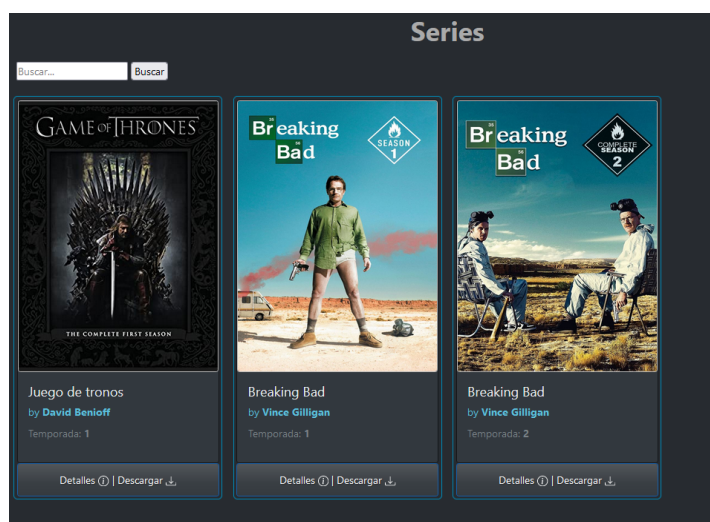 Series
Buscar...
Buscar
GAME OF THRONES
THE COMPLETE FIRST SEASON
Juego de tronos
by David Benioff
Temporada: 1
Detalles | Descargar
Breaking
Bad
SEASON
1
Breaking Bad
by Vince Gilligan
Temporada: 1
Detalles | Descargar
Breaking
Bad
COMPLETE
SEASON
2
Breaking Bad
by Vince Gilligan
Temporada: 2
Detalles | Descargar